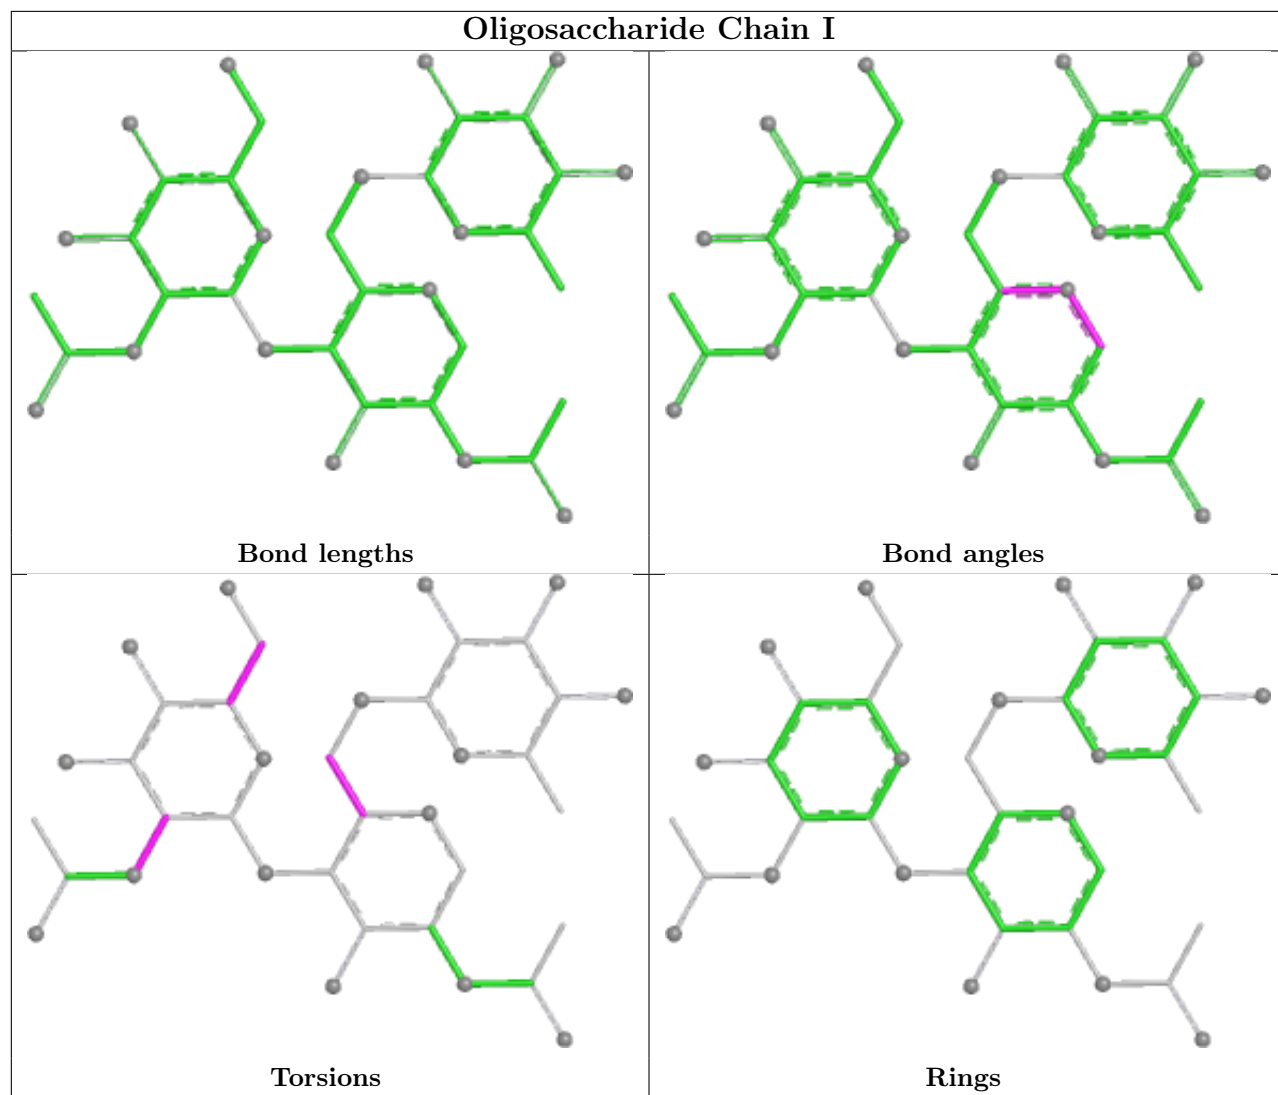 Oligosaccharide Chain I
Bond lengths
Bond angles
Torsions
Rings